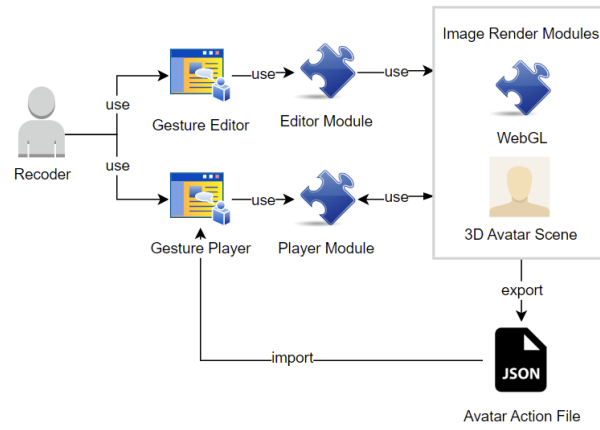 Image Render Modules
use
use
use
use
Gesture Editor
Editor Module
WebGL
Recoder
use
use
use
Gesture Player
Player Module
3D Avatar Scene
export
import
JSON
Avatar Action File